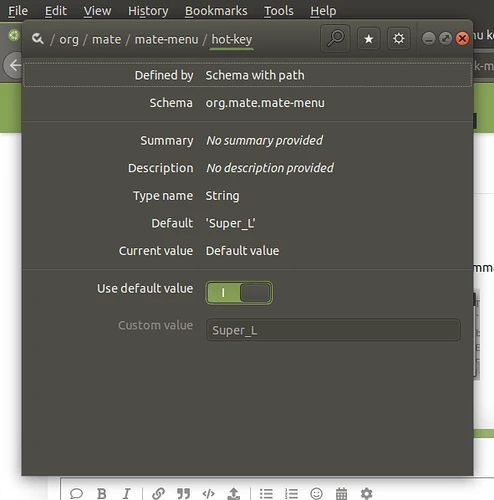 File Edit View History Bookmarks Tools Help
/ org / mate / mate-menu / hot-key
Defined by Schema with path
Schema org.mate.mate-menu
Summary No summary provided
Description No description provided
Type name String
Default 'Super_L'
Current value Default value
Use default value
Custom value Super_L
B I